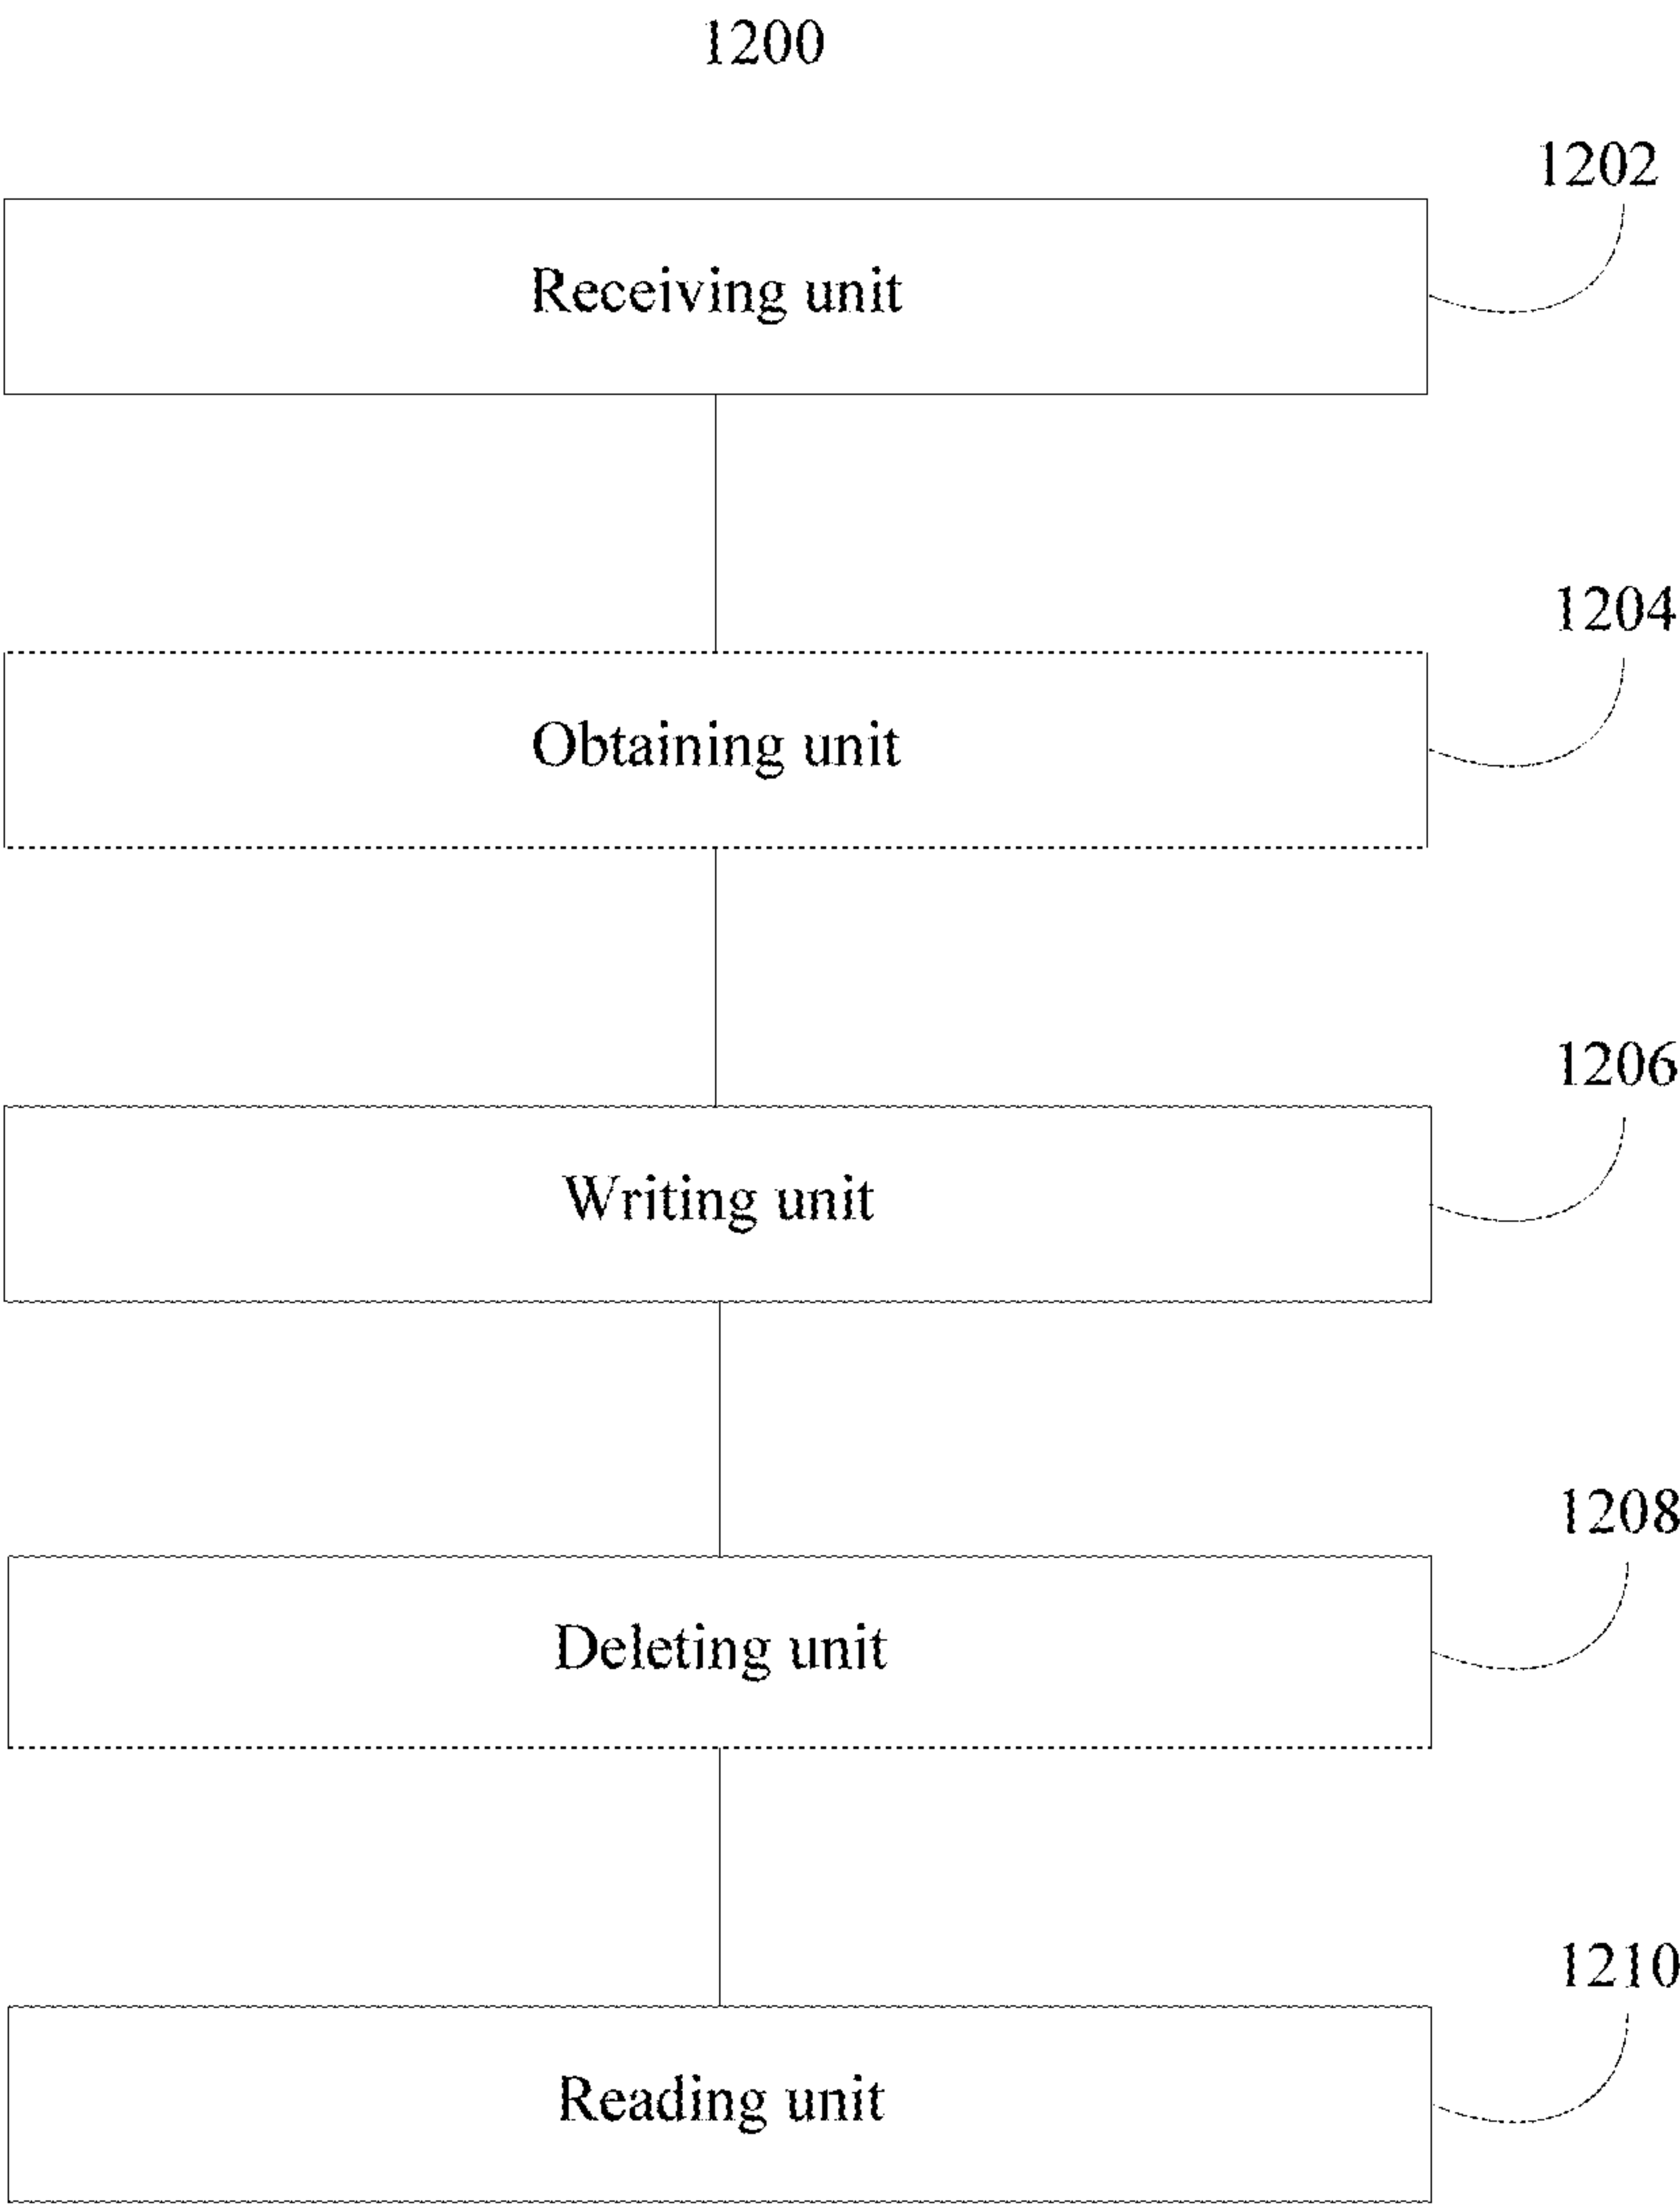 1200
1202
Receiving unit
1204
Obtaining unit
1206
Writing unit
1208
Deleting unit
1210
Reading unit